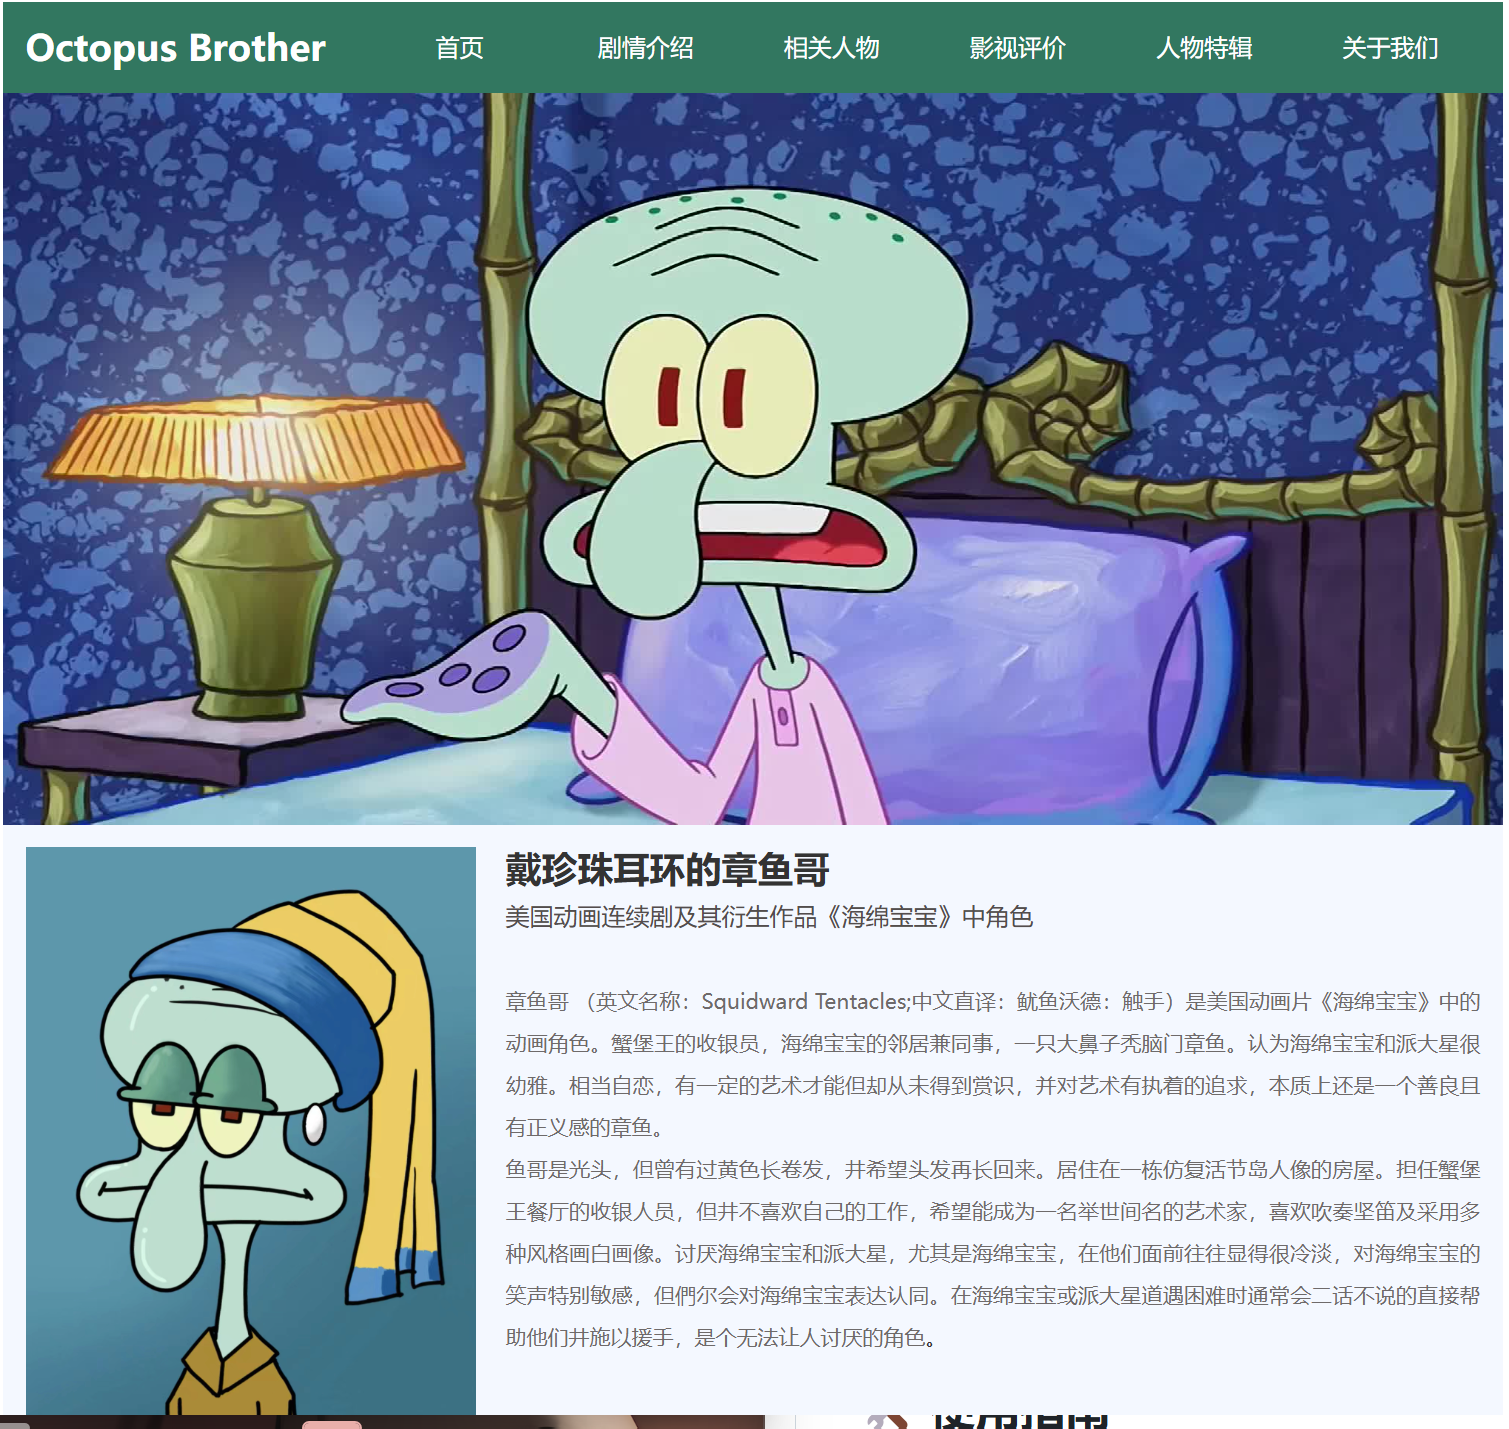 Octopus Brother 首页 剧情介绍 相关人物 影视评价 人物特辑 关于我们
戴珍珠耳环的章鱼哥
美国动画连续剧及其衍生作品《海绵宝宝》中角色
章鱼哥 （英文名称：Squidward Tentacles;中文直译：鱿鱼沃德：触手）是美国动画片《海绵宝宝》中的
动画角色。蟹堡王的收银员，海绵宝宝的邻居兼同事，一只大鼻子秃脑门章鱼。认为海绵宝宝和派大星很
幼雅。相当自恋，有一定的艺术才能但却从未得到赏识，并对艺术有执着的追求，本质上还是一个善良且
有正义感的章鱼。
鱼哥是光头，但曾有过黄色长卷发，井希望头发再长回来。居住在一栋仿复活节岛人像的房屋。担任蟹堡
王餐厅的收银人员，但井不喜欢自己的工作，希望能成为一名举世间名的艺术家，喜欢吹奏坚笛及采用多
种风格画白画像。讨厌海绵宝宝和派大星，尤其是海绵宝宝，在他们面前往往显得很冷淡，对海绵宝宝的
笑声特别敏感，但們尔会对海绵宝宝表达认同。在海绵宝宝或派大星道遇困难时通常会二话不说的直接帮
助他们井施以援手，是个无法让人讨厌的角色。